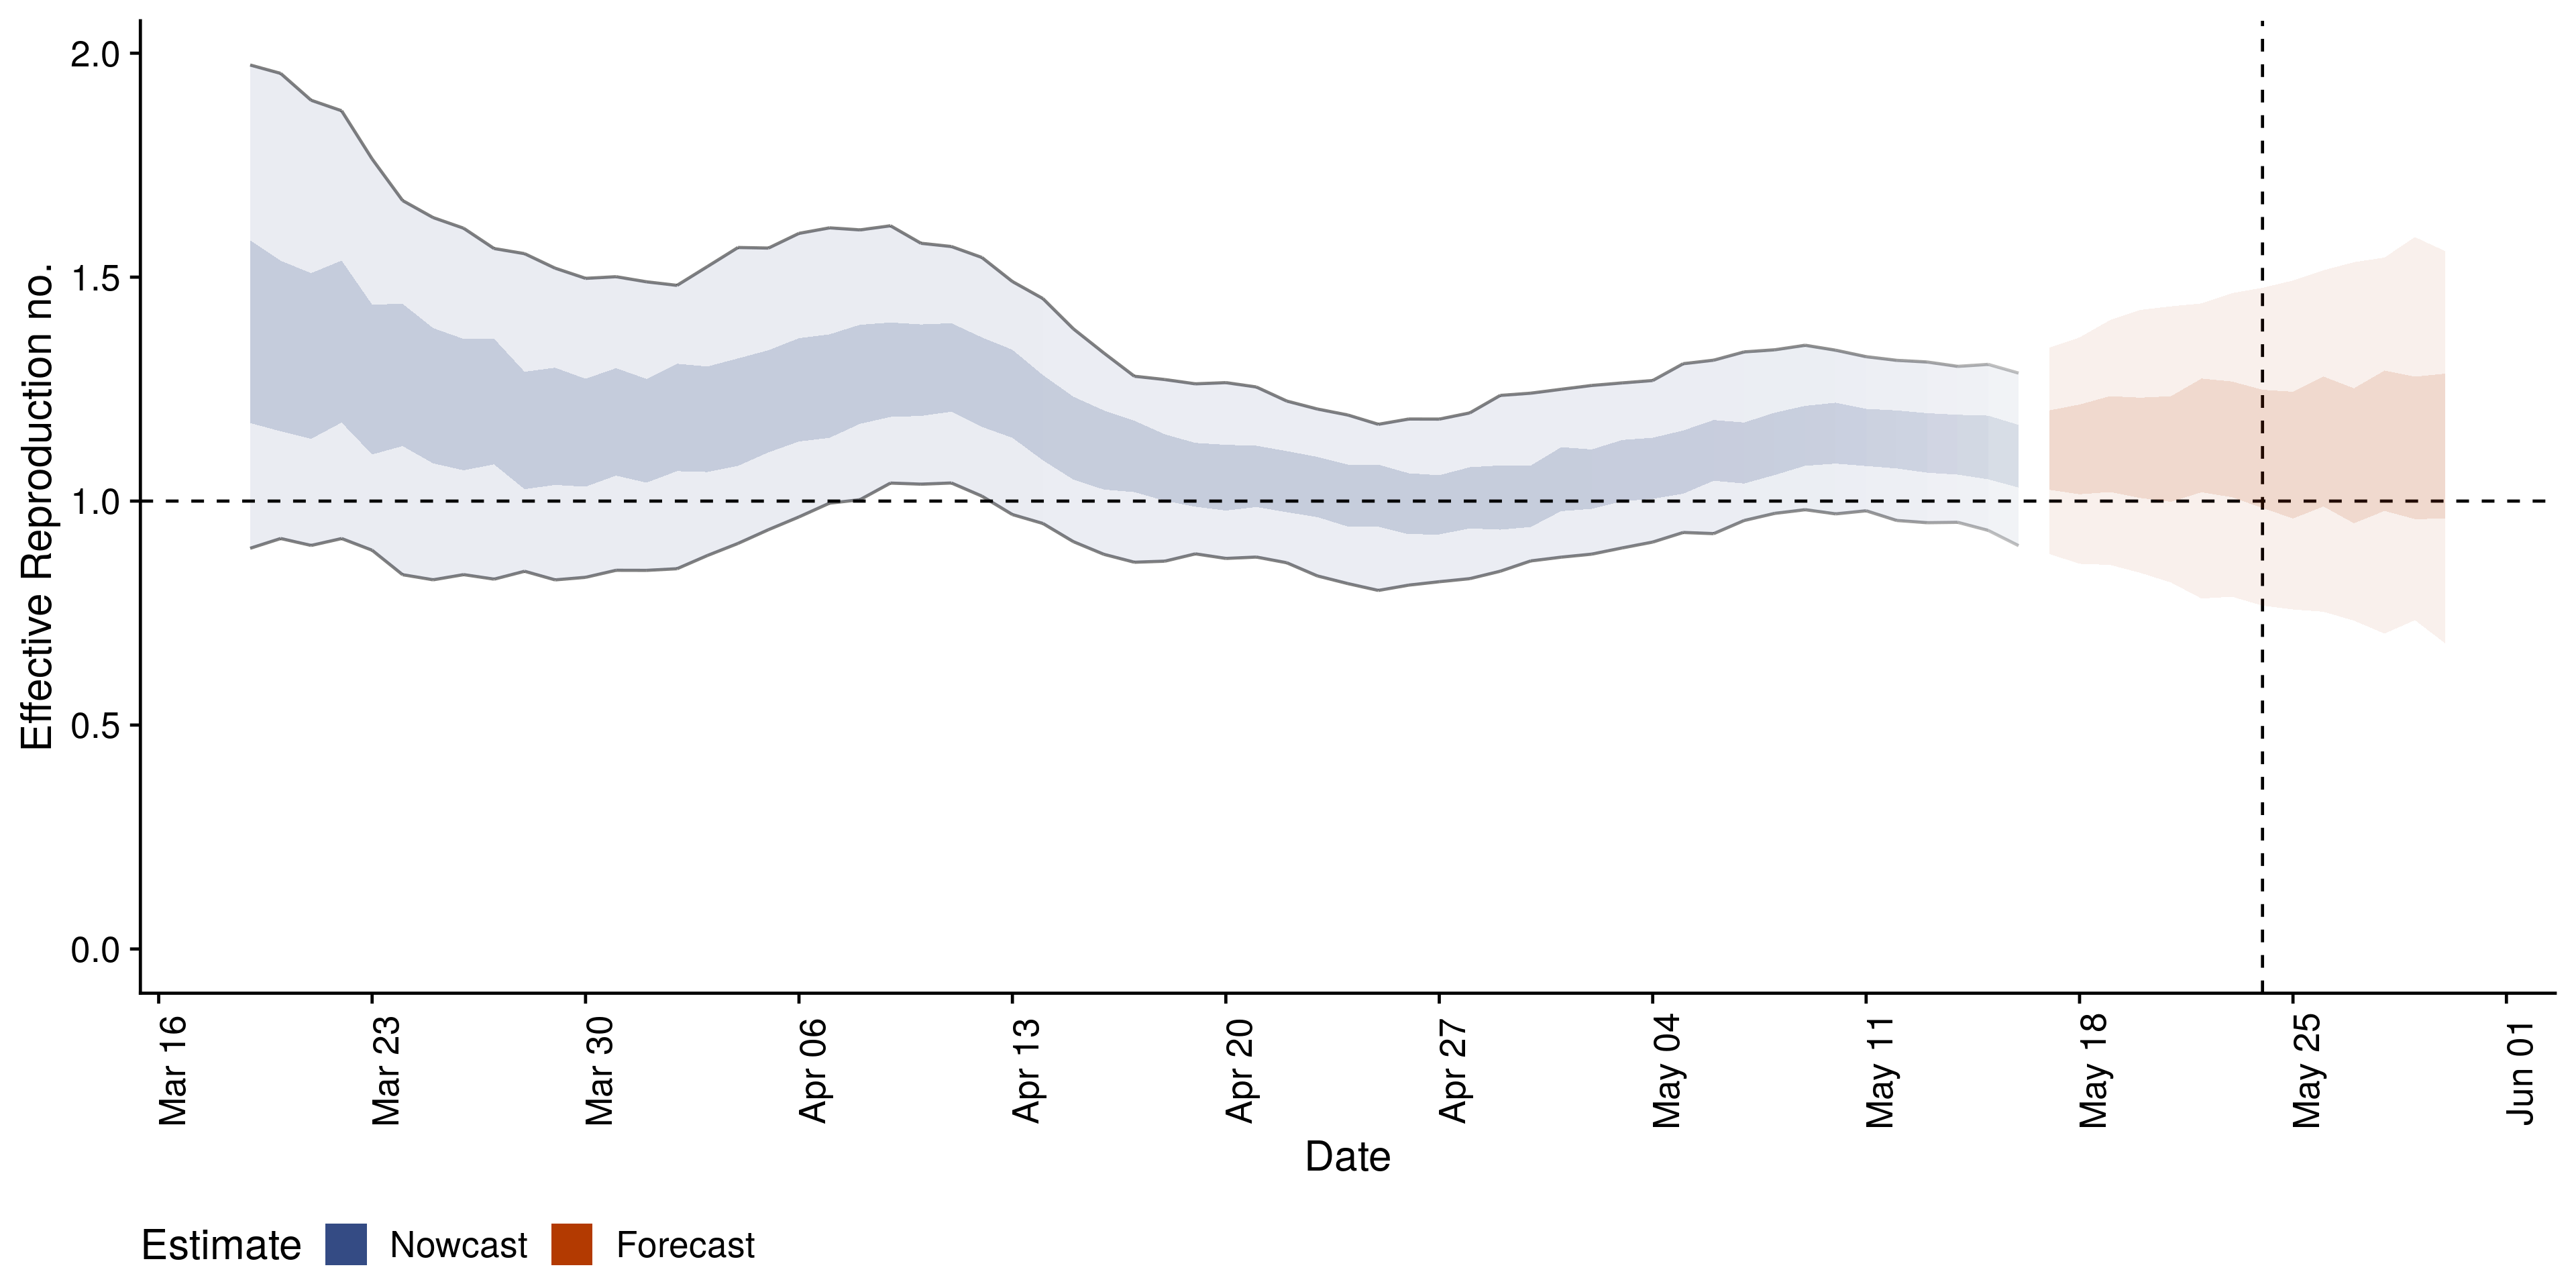 Effective Reproduction no.
2.0
1.5
1.0
0.5
0.0
Mar 16
Mar 23
Mar 30
Apr 06
Apr 13
Apr 20
Apr 27
May 04
May 11
May 18
May 25
Jun 01
Date
Estimate Nowcast Forecast